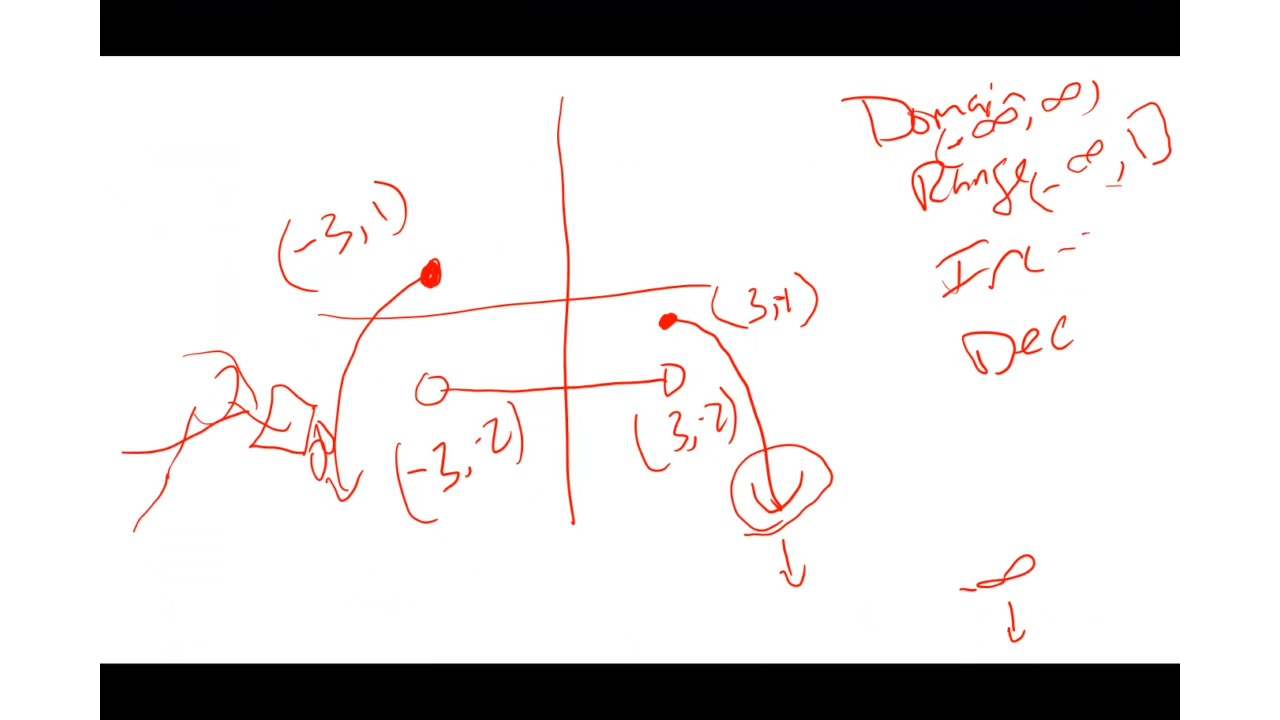 Domain
(-∞, ∞)
Range (-∞, 1]
(-3, 1)
Inc -
(3, -1)
Dec
(3, -2)
(-3, -2)
-∞